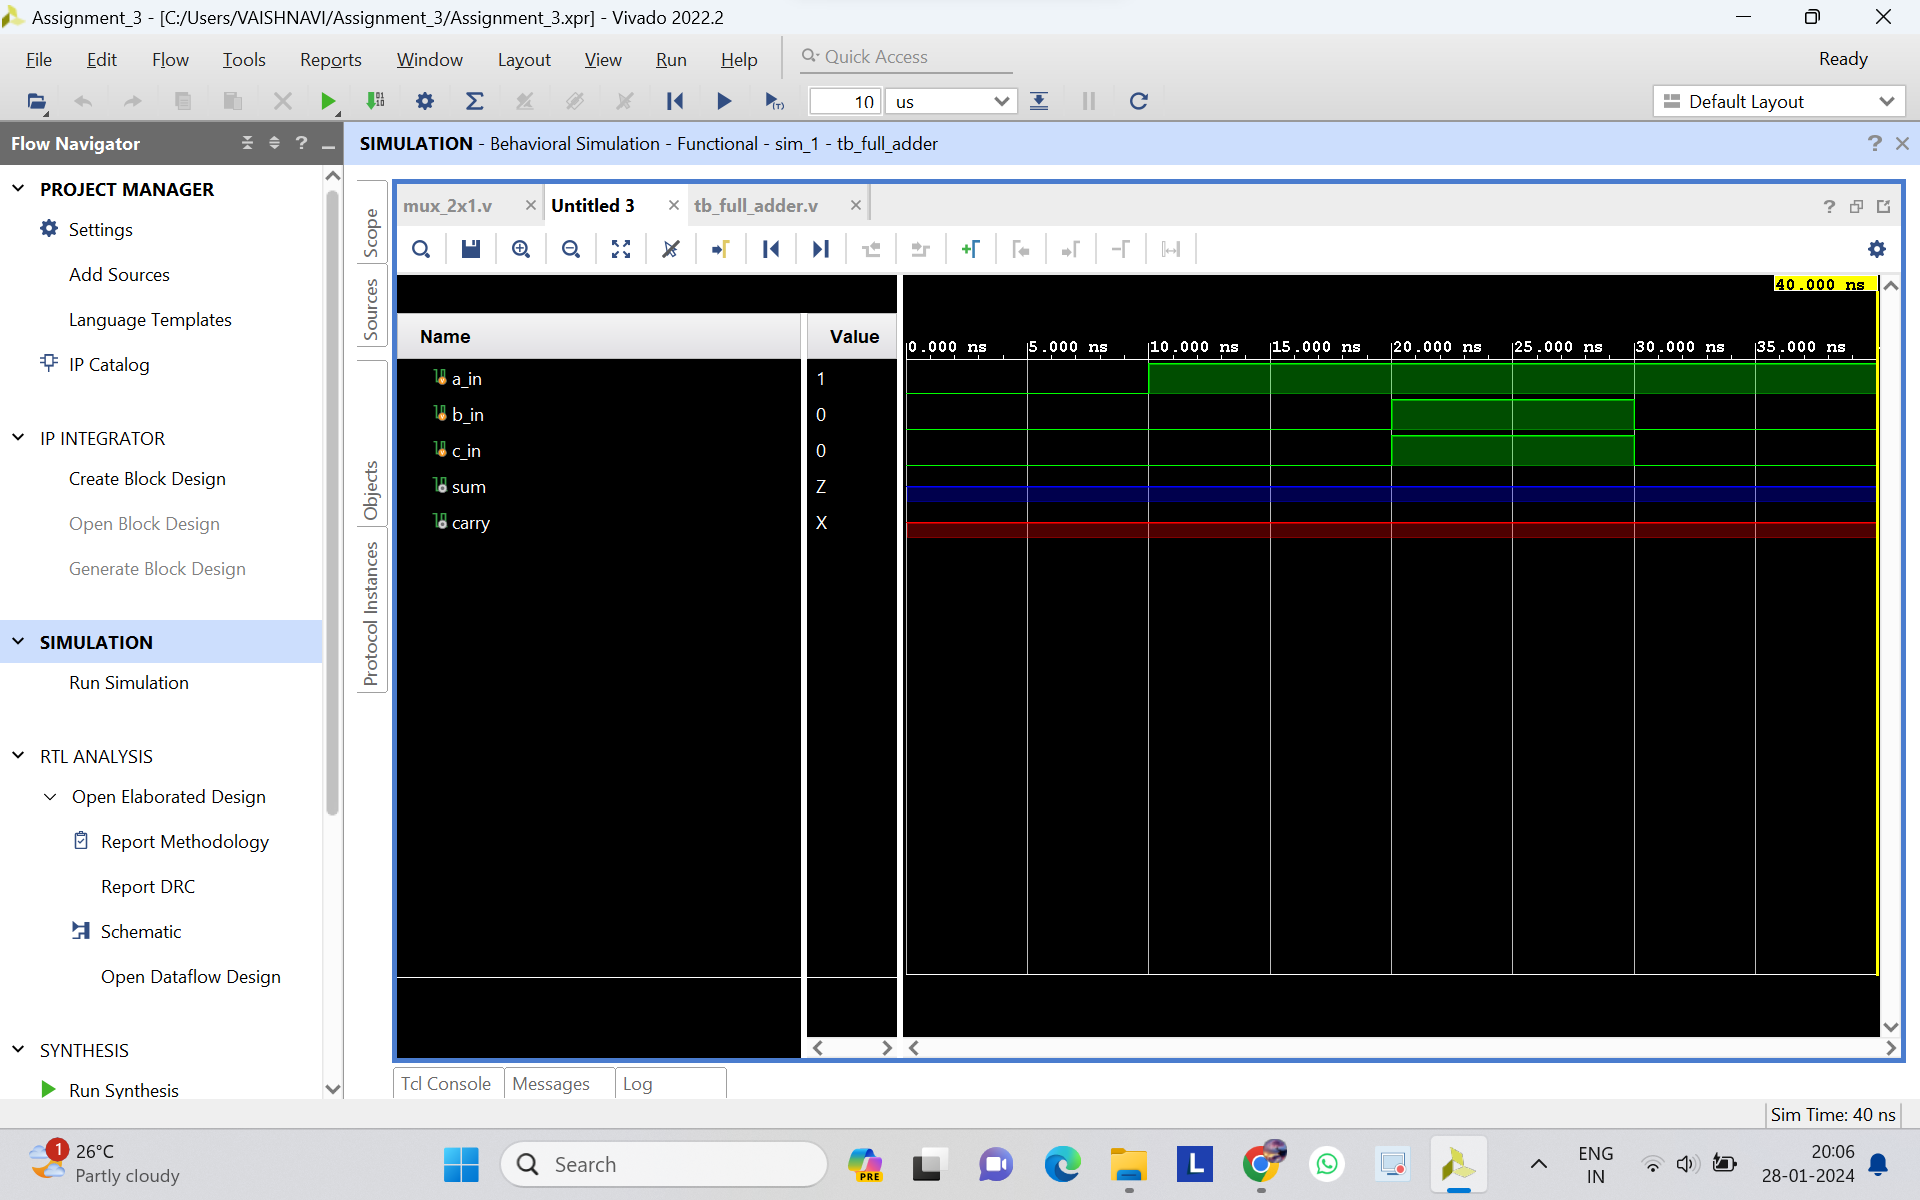 Assignment_3 - [C:/Users/VAISHNAVI/Assignment_3/Assignment_3.xpr] - Vivado 2022.2
File Edit Flow Tools Reports Window Layout View Run Help Quick Access Ready
10 us Default Layout
Flow Navigator
SIMULATION - Behavioral Simulation - Functional - sim_1 - tb_full_adder
PROJECT MANAGER
Settings
Add Sources
Language Templates
IP Catalog
IP INTEGRATOR
Create Block Design
Open Block Design
Generate Block Design
SIMULATION
Run Simulation
RTL ANALYSIS
Open Elaborated Design
Report Methodology
Report DRC
Schematic
Open Dataflow Design
SYNTHESIS
Run Synthesis
Scope
Sources
Objects
Protocol Instances
mux_2x1.v Untitled 3 tb_full_adder.v
40.000 ns
Name Value
0.000 ns 5.000 ns 10.000 ns 15.000 ns 20.000 ns 25.000 ns 30.000 ns 35.000 ns
a_in 1
b_in 0
c_in 0
sum Z
carry X
Tcl Console Messages Log
Sim Time: 40 ns
1
26°C
Partly cloudy
Search
PRE
L
ENG
IN
20:06
28-01-2024